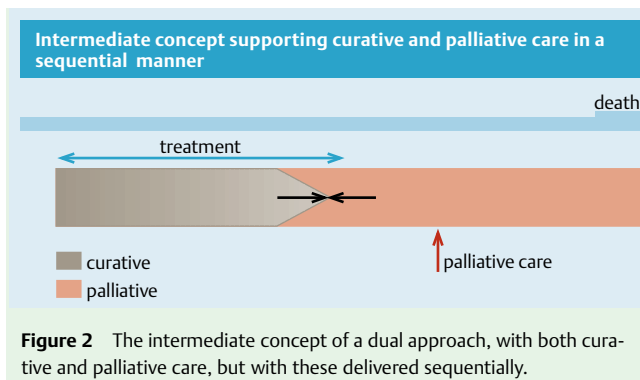 Intermediate concept supporting curative and palliative care in a
sequential manner
death
treatment
curative
palliative care
palliative
Figure 2 The intermediate concept of a dual approach, with both cura-
tive and palliative care, but with these delivered sequentially.